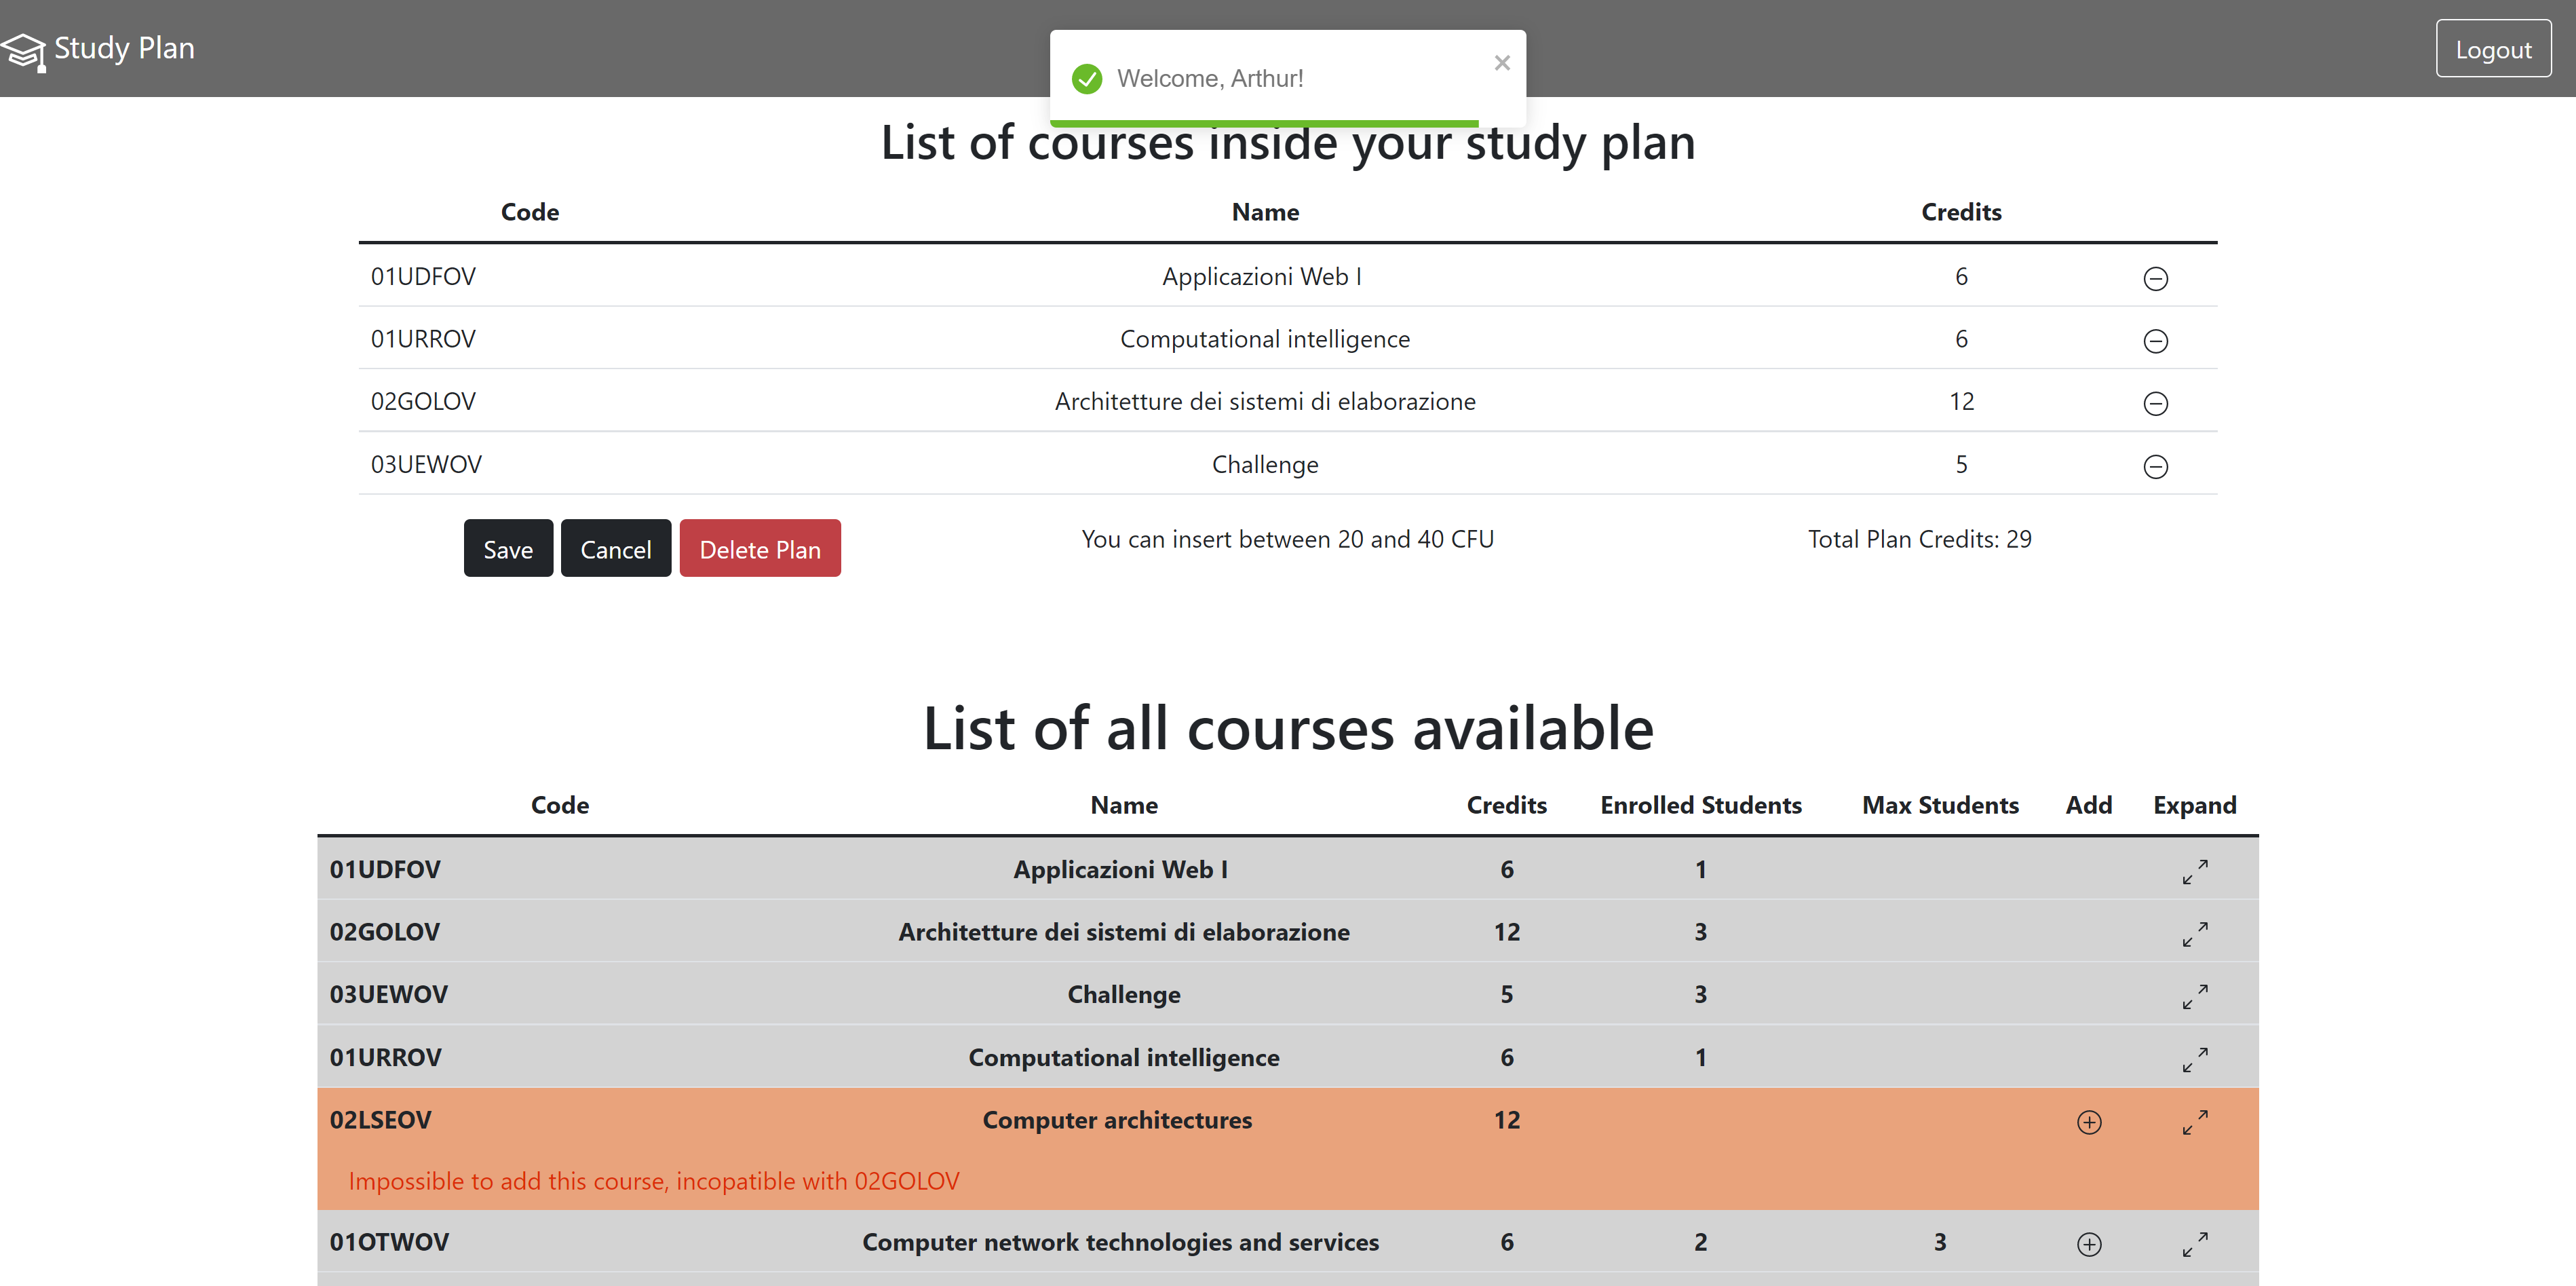 Study Plan
Welcome, Arthur!
Logout
List of courses inside your study plan
Code Name Credits
01UDFOV Applicazioni Web I 6
01URROV Computational intelligence 6
02GOLOV Architetture dei sistemi di elaborazione 12
03UEWOV Challenge 5
Save Cancel Delete Plan You can insert between 20 and 40 CFU Total Plan Credits: 29
List of all courses available
Code Name Credits Enrolled Students Max Students Add Expand
01UDFOV Applicazioni Web I 6 1
02GOLOV Architetture dei sistemi di elaborazione 12 3
03UEWOV Challenge 5 3
01URROV Computational intelligence 6 1
02LSEOV Computer architectures 12
Impossible to add this course, incopatible with 02GOLOV
01OTWOV Computer network technologies and services 6 2 3